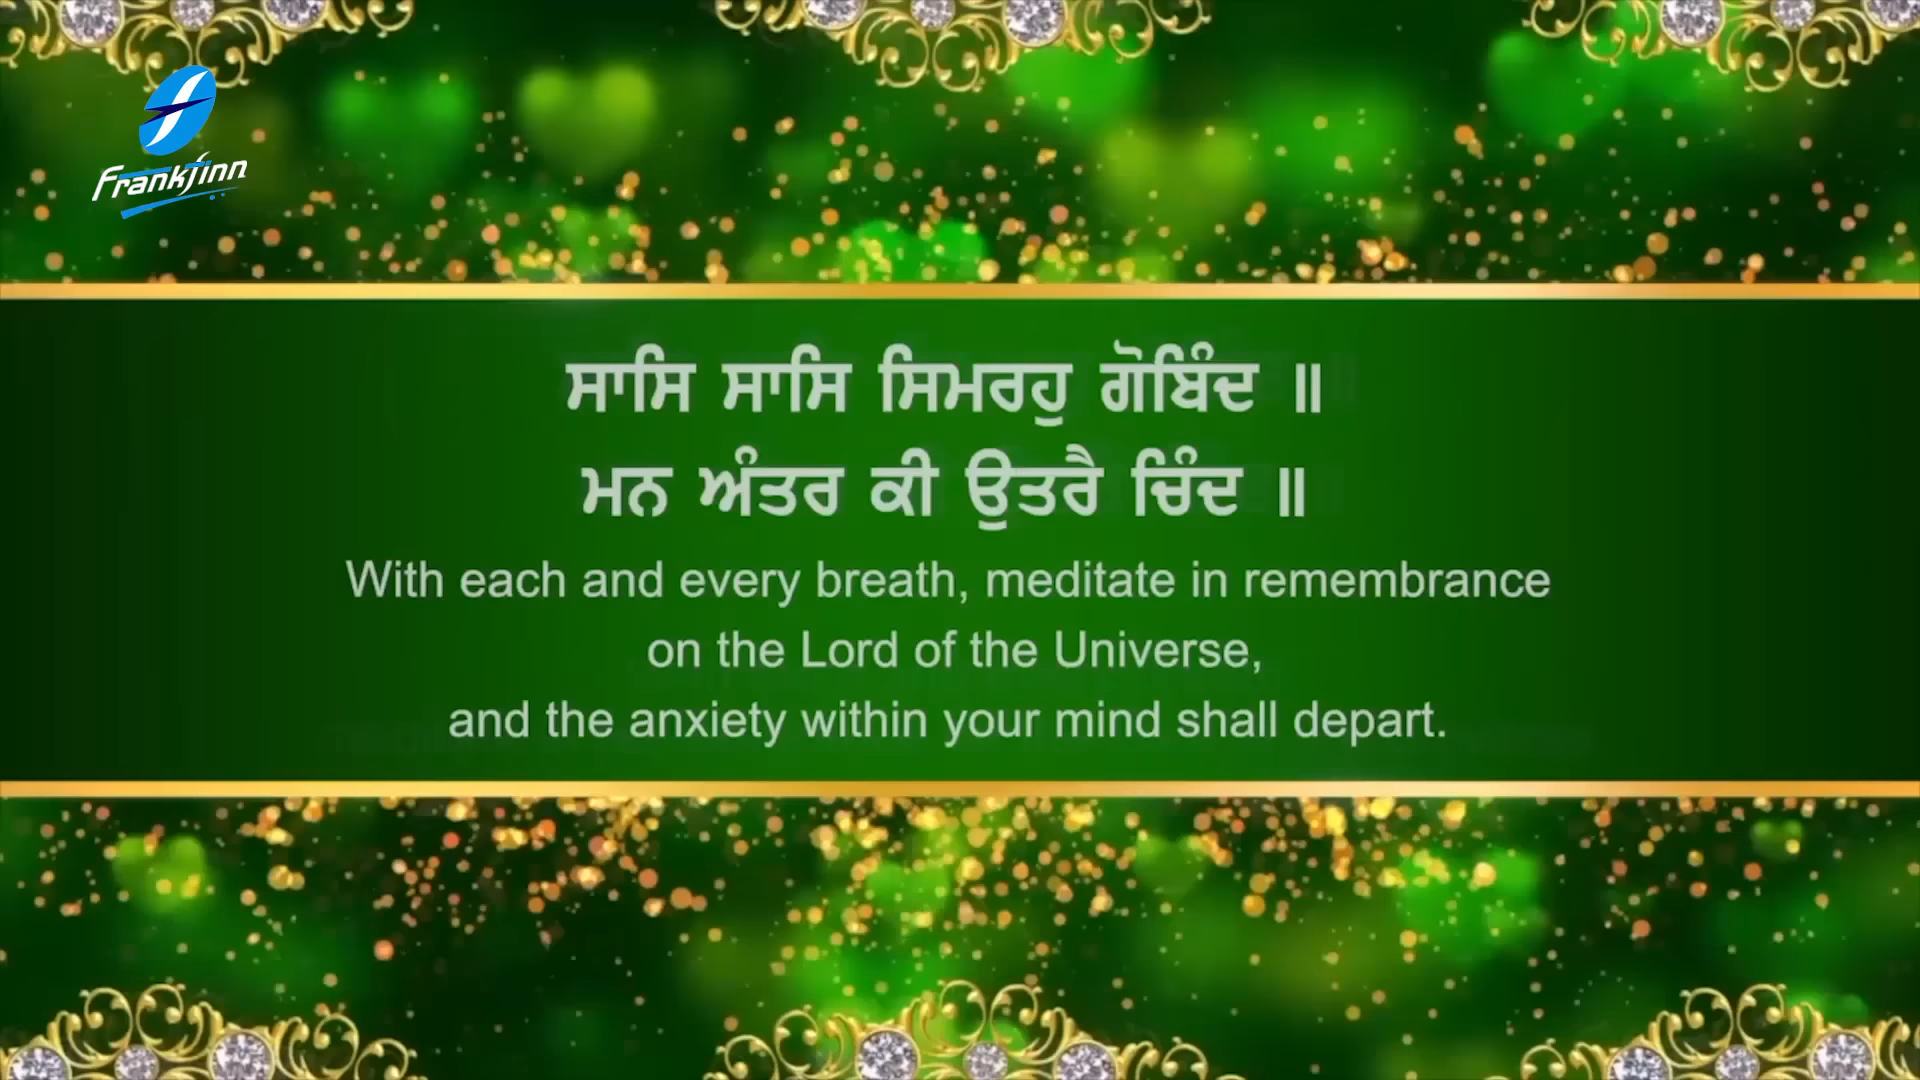 Frankfinn
ਸਾਸਿ ਸਾਸਿ ਸਿਮਰਹੁ ਗੋਬਿੰਦ ॥
ਮਨ ਅੰਤਰ ਕੀ ਉਤਰੈ ਚਿੰਦ ॥
With each and every breath, meditate in remembrance
on the Lord of the Universe,
and the anxiety within your mind shall depart.